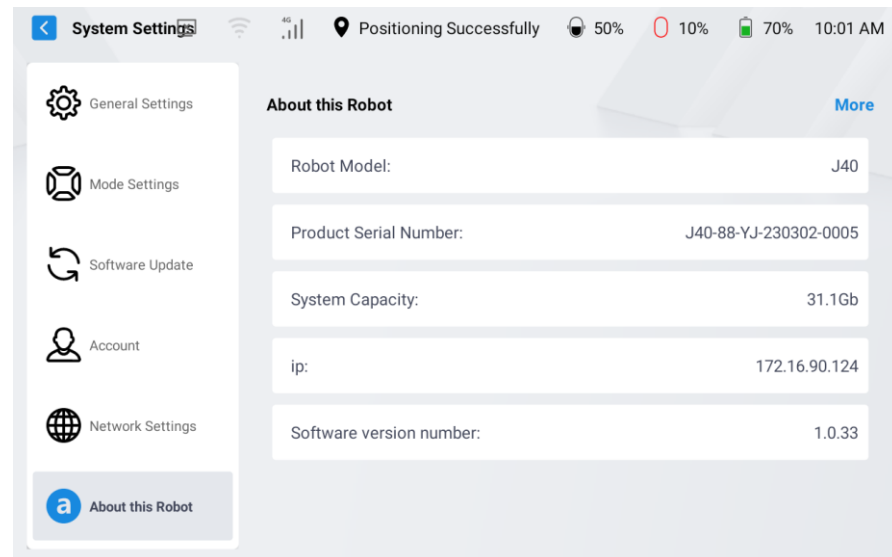 System Settings 4G Positioning Successfully 50% 10% 70% 10:01 AM
General Settings
Mode Settings
Software Update
Account
Network Settings
a About this Robot
About this Robot More
Robot Model: J40
Product Serial Number: J40-88-YJ-230302-0005
System Capacity: 31.1Gb
ip: 172.16.90.124
Software version number: 1.0.33